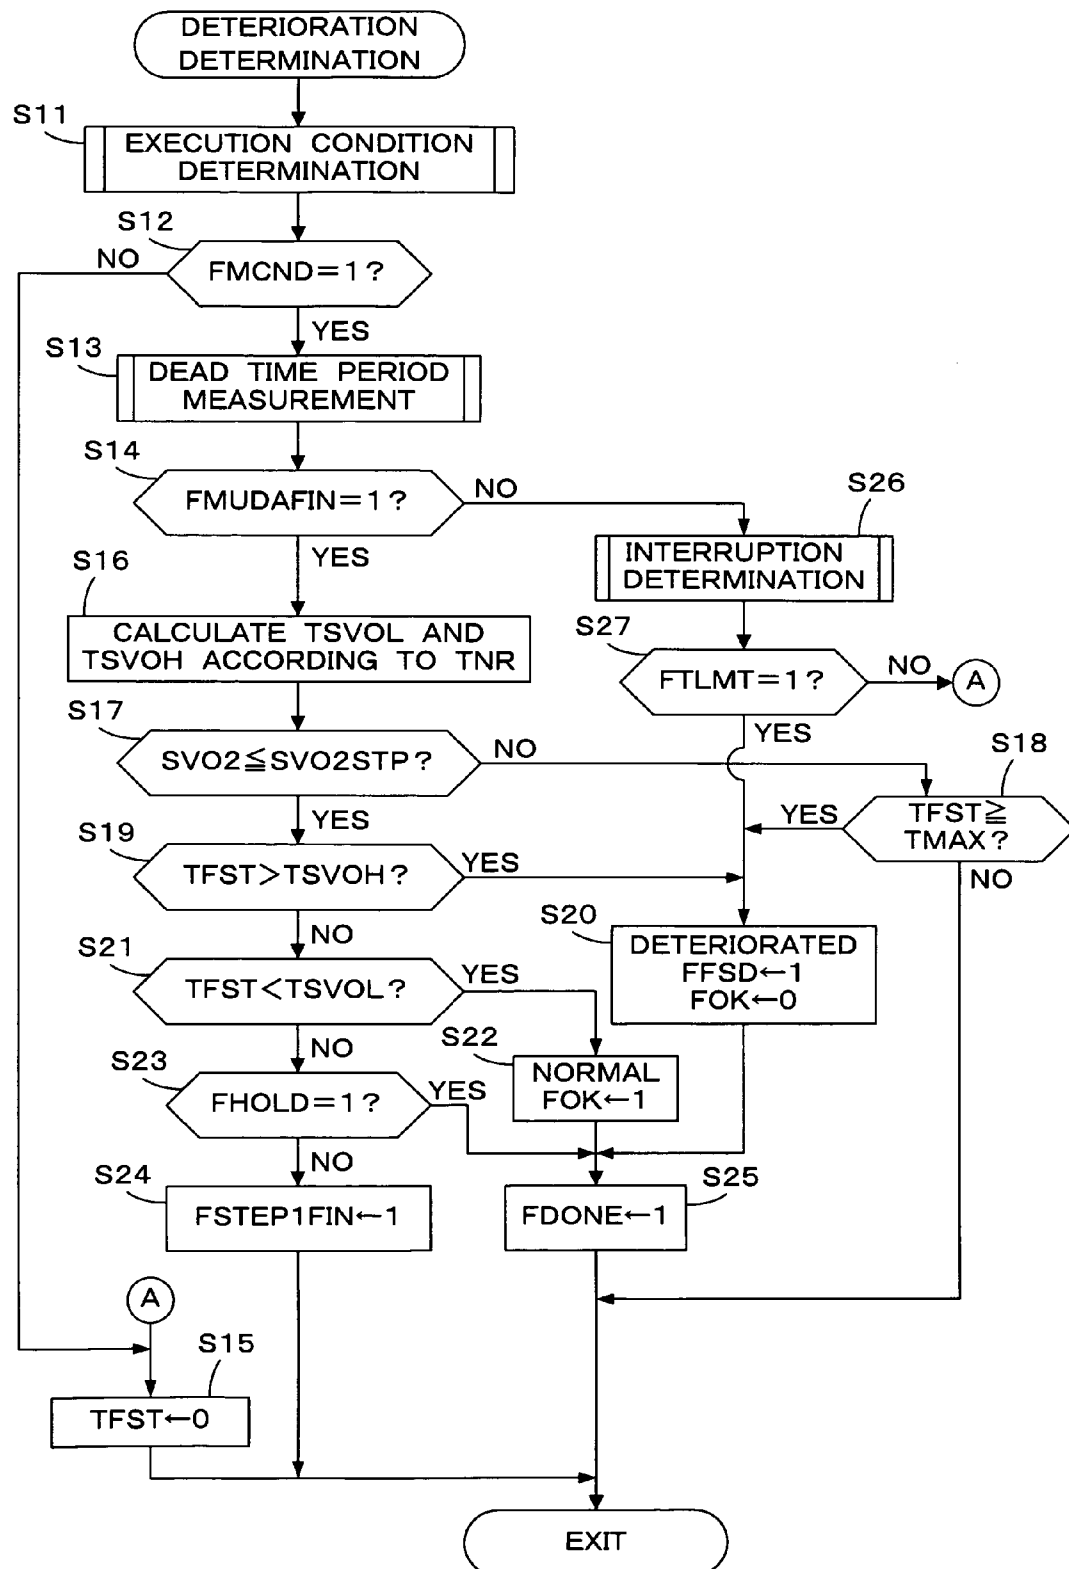 DETERIORATION
DETERMINATION
S11
EXECUTION CONDITION
DETERMINATION
S12
NO
FMCND=1?
YES
S13
DEAD TIME PERIOD
MEASUREMENT
S14
FMUDAFIN=1?
NO
YES
S26
INTERRUPTION
DETERMINATION
S16
CALCULATE TSVOL AND
TSVOH ACCORDING TO TNR
S27
FTLMT=1?
NO
A
YES
S17
SVO2≦SVO2STP?
NO
YES
S18
TFST≧
TMAX?
YES
NO
S19
TFST>TSVOH?
YES
NO
S20
DETERIORATED
FFSD←1
FOK←0
S21
TFST<TSVOL?
YES
NO
S22
NORMAL
FOK←1
S23
FHOLD=1?
YES
NO
S24
FSTEP1FIN←1
S25
FDONE←1
A
S15
TFST←0
EXIT